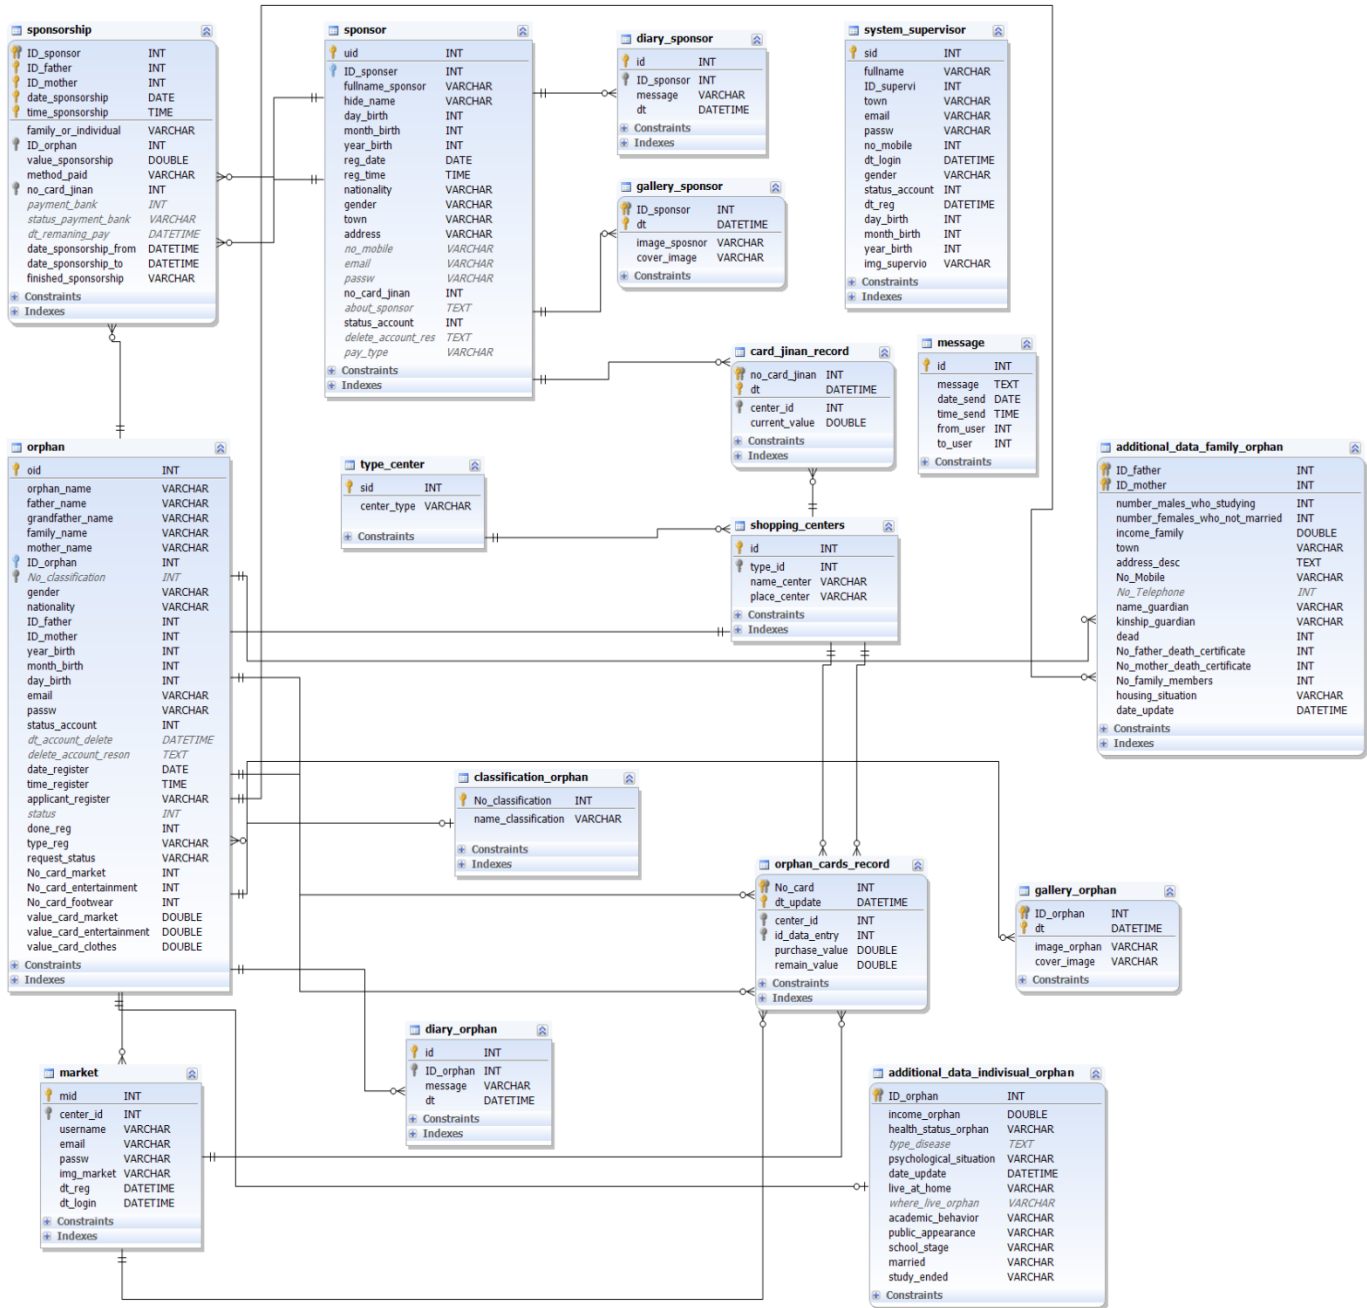 sponsorship
ID_sponsor INT
ID_father INT
ID_mother INT
date_sponsorship DATE
time_sponsorship TIME
family_or_individual VARCHAR
ID_orphan INT
value_sponsorship DOUBLE
method_paid VARCHAR
no_card_jinan INT
payment_bank INT
status_payment_bank VARCHAR
dt_remaning_pay DATETIME
date_sponsorship_from DATETIME
date_sponsorship_to DATETIME
finished_sponsorship VARCHAR
Constraints
Indexes
sponsor
uid INT
ID_sponser INT
fullname_sponsor VARCHAR
hide_name VARCHAR
day_birth INT
month_birth INT
year_birth INT
reg_date DATE
reg_time TIME
nationality VARCHAR
gender VARCHAR
town VARCHAR
address VARCHAR
no_mobile VARCHAR
email VARCHAR
passw VARCHAR
no_card_jinan INT
about_sponsor TEXT
status_account INT
delete_account_res TEXT
pay_type VARCHAR
Constraints
Indexes
diary_sponsor
id INT
ID_sponsor INT
message VARCHAR
dt DATETIME
Constraints
Indexes
gallery_sponsor
ID_sponsor INT
dt DATETIME
image_sposnor VARCHAR
cover_image VARCHAR
Constraints
system_supervisor
sid INT
fullname VARCHAR
ID_supervi INT
town VARCHAR
email VARCHAR
passw VARCHAR
no_mobile INT
dt_login DATETIME
gender VARCHAR
status_account INT
dt_reg DATETIME
day_birth INT
month_birth INT
year_birth INT
img_supervio VARCHAR
Constraints
Indexes
card_jinan_record
no_card_jinan INT
dt DATETIME
center_id INT
current_value DOUBLE
Constraints
Indexes
message
id INT
message TEXT
date_send DATE
time_send TIME
from_user INT
to_user INT
Constraints
orphan
oid INT
orphan_name VARCHAR
father_name VARCHAR
grandfather_name VARCHAR
family_name VARCHAR
mother_name VARCHAR
ID_orphan INT
No_classification INT
gender VARCHAR
nationality VARCHAR
ID_father INT
ID_mother INT
year_birth INT
month_birth INT
day_birth INT
email VARCHAR
passw VARCHAR
status_account INT
dt_account_delete DATETIME
delete_account_reson TEXT
date_register DATE
time_register TIME
applicant_register VARCHAR
status INT
done_reg INT
type_reg VARCHAR
request_status VARCHAR
No_card_market INT
No_card_entertainment INT
No_card_footwear INT
value_card_market DOUBLE
value_card_entertainment DOUBLE
value_card_clothes DOUBLE
Constraints
Indexes
type_center
sid INT
center_type VARCHAR
Constraints
shopping_centers
id INT
type_id INT
name_center VARCHAR
place_center VARCHAR
Constraints
Indexes
additional_data_family_orphan
ID_father INT
ID_mother INT
number_males_who_studying INT
number_females_who_not_married INT
income_family DOUBLE
town VARCHAR
address_desc TEXT
No_Mobile VARCHAR
No_Telephone INT
name_guardian VARCHAR
kinship_guardian VARCHAR
dead INT
No_father_death_certificate INT
No_mother_death_certificate INT
No_family_members INT
housing_situation VARCHAR
date_update DATETIME
Constraints
Indexes
classification_orphan
No_classification INT
name_classification VARCHAR
Constraints
Indexes
orphan_cards_record
No_card INT
dt_update DATETIME
center_id INT
id_data_entry INT
purchase_value DOUBLE
remain_value DOUBLE
Constraints
Indexes
gallery_orphan
ID_orphan INT
dt DATETIME
image_orphan VARCHAR
cover_image VARCHAR
Constraints
market
mid INT
center_id INT
username VARCHAR
email VARCHAR
passw VARCHAR
img_market VARCHAR
dt_reg DATETIME
dt_login DATETIME
Constraints
Indexes
diary_orphan
id INT
ID_orphan INT
message VARCHAR
dt DATETIME
Constraints
Indexes
additional_data_indivisual_orphan
ID_orphan INT
income_orphan DOUBLE
health_status_orphan VARCHAR
type_disease TEXT
psychological_situation VARCHAR
date_update DATETIME
live_at_home VARCHAR
where_live_orphan VARCHAR
academic_behavior VARCHAR
public_appearance VARCHAR
school_stage VARCHAR
married VARCHAR
study_ended VARCHAR
Constraints